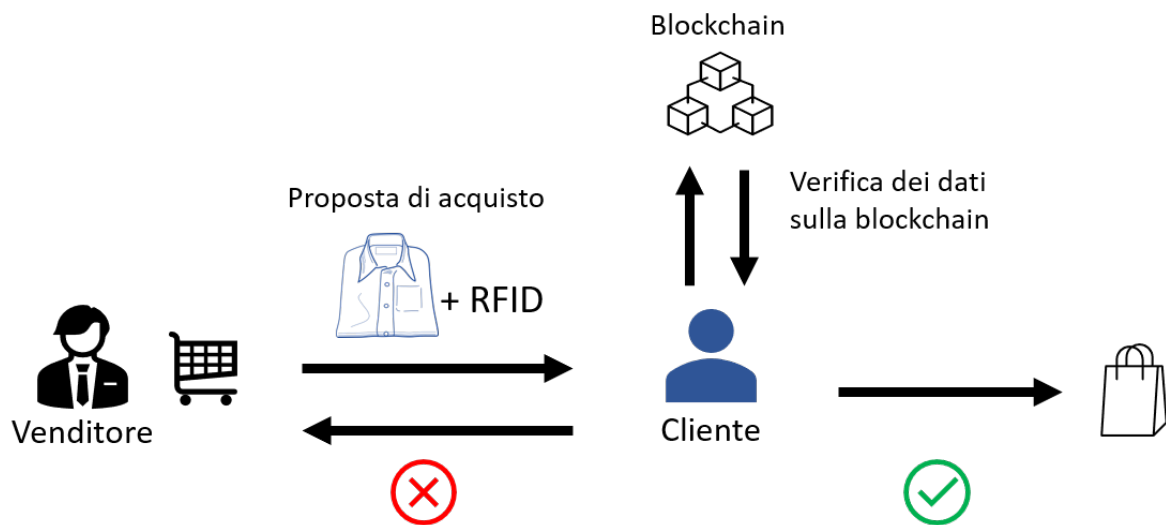 Blockchain
Verifica dei dati
sulla blockchain
Proposta di acquisto
+ RFID
Venditore
Cliente